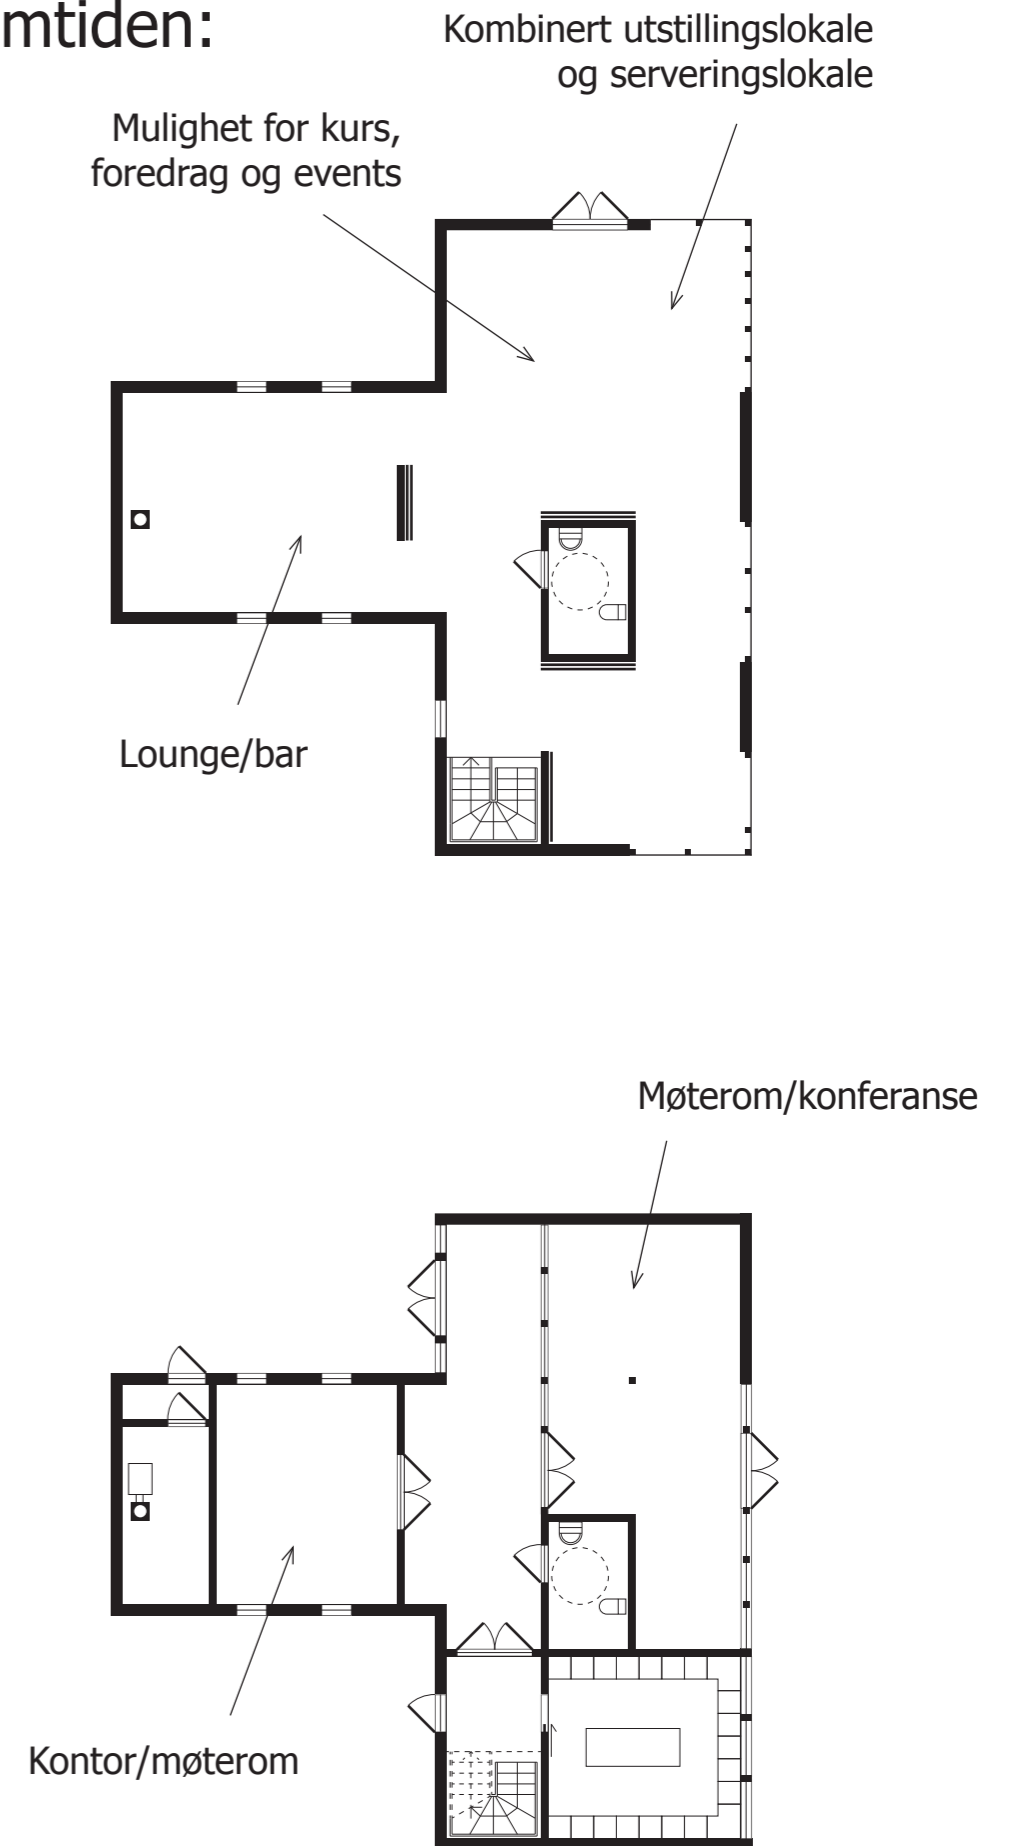 mtiden:
Kombinert utstillingslokale
og serveringslokale
Mulighet for kurs,
foredrag og events
Lounge/bar
Møterom/konferanse
Kontor/møterom